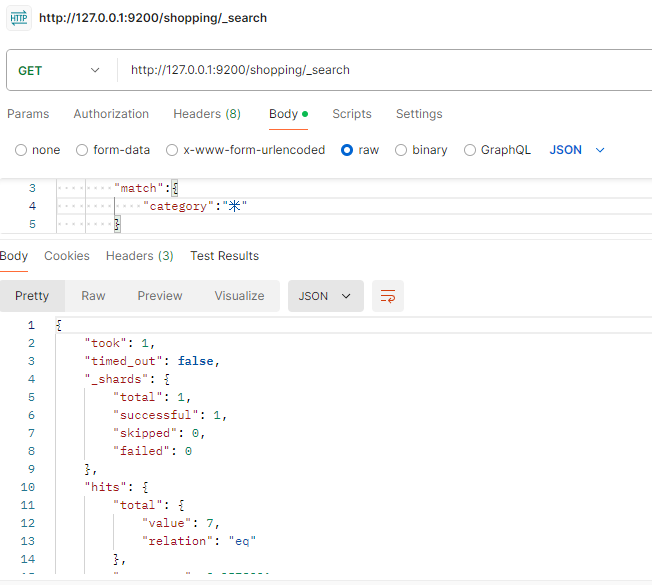 HTTP http://127.0.0.1:9200/shopping/_search
GET http://127.0.0.1:9200/shopping/_search
Params Authorization Headers (8) Body Scripts Settings
none form-data x-www-form-urlencoded raw binary GraphQL JSON
3 "match":{
4 "category":"米"
5 }
Body Cookies Headers (3) Test Results
Pretty Raw Preview Visualize JSON
1 {
2 "took": 1,
3 "timed_out": false,
4 "_shards": {
5 "total": 1,
6 "successful": 1,
7 "skipped": 0,
8 "failed": 0
9 },
10 "hits": {
11 "total": {
12 "value": 7,
13 "relation": "eq"
14 },